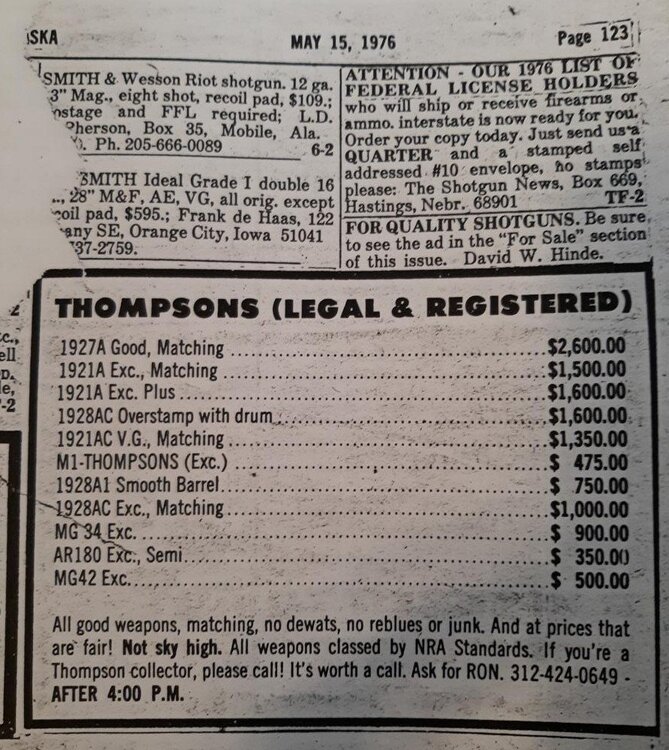 SKA
MAY 15, 1976
Page 123
SMITH & Wesson Riot shotgun. 12 ga.
3" Mag., eight shot, recoil pad, $109.;
ostage and FFL required; L.D.
Pherson, Box 35, Mobile, Ala.
). Ph. 205-666-0089 6-2
SMITH Ideal Grade I double 16
.., 28" M&F, AE, VG, all orig. except
coil pad, $595.; Frank de Haas, 122
any SE, Orange City, Iowa 51041
737-2759.
ATTENTION - OUR 1976 LIST OF
FEDERAL LICENSE HOLDERS
who will ship or receive firearms or
ammo. interstate is now ready for you.
Order your copy today. Just send us a
QUARTER and a stamped self
addressed #10 envelope, no stamps
please: The Shotgun News, Box 669,
Hastings, Nebr. 68901 TF-2
FOR QUALITY SHOTGUNS. Be sure
to see the ad in the "For Sale" section
of this issue. David W. Hinde.
2
c.,
ell
D.
le,
-2
THOMPSONS (LEGAL & REGISTERED)
1927A Good, Matching $2,600.00
1921A Exc., Matching $1,500.00
1921A Exc. Plus $1,600.00
1928AC Overstamp with drum $1,600.00
1921AC V.G., Matching $1,350.00
M1-THOMPSONS (Exc.) $ 475.00
1928A1 Smooth Barrel $ 750.00
1928AC Exc., Matching $1,000.00
MG 34 Exc. $ 900.00
AR180 Exc., Semi $ 350.00
MG42 Exc. $ 500.00
All good weapons, matching, no dewats, no reblues or junk. And at prices that
are fair! Not sky high. All weapons classed by NRA Standards. If you're a
Thompson collector, please call! It's worth a call. Ask for RON. 312-424-0649 -
AFTER 4:00 P.M.